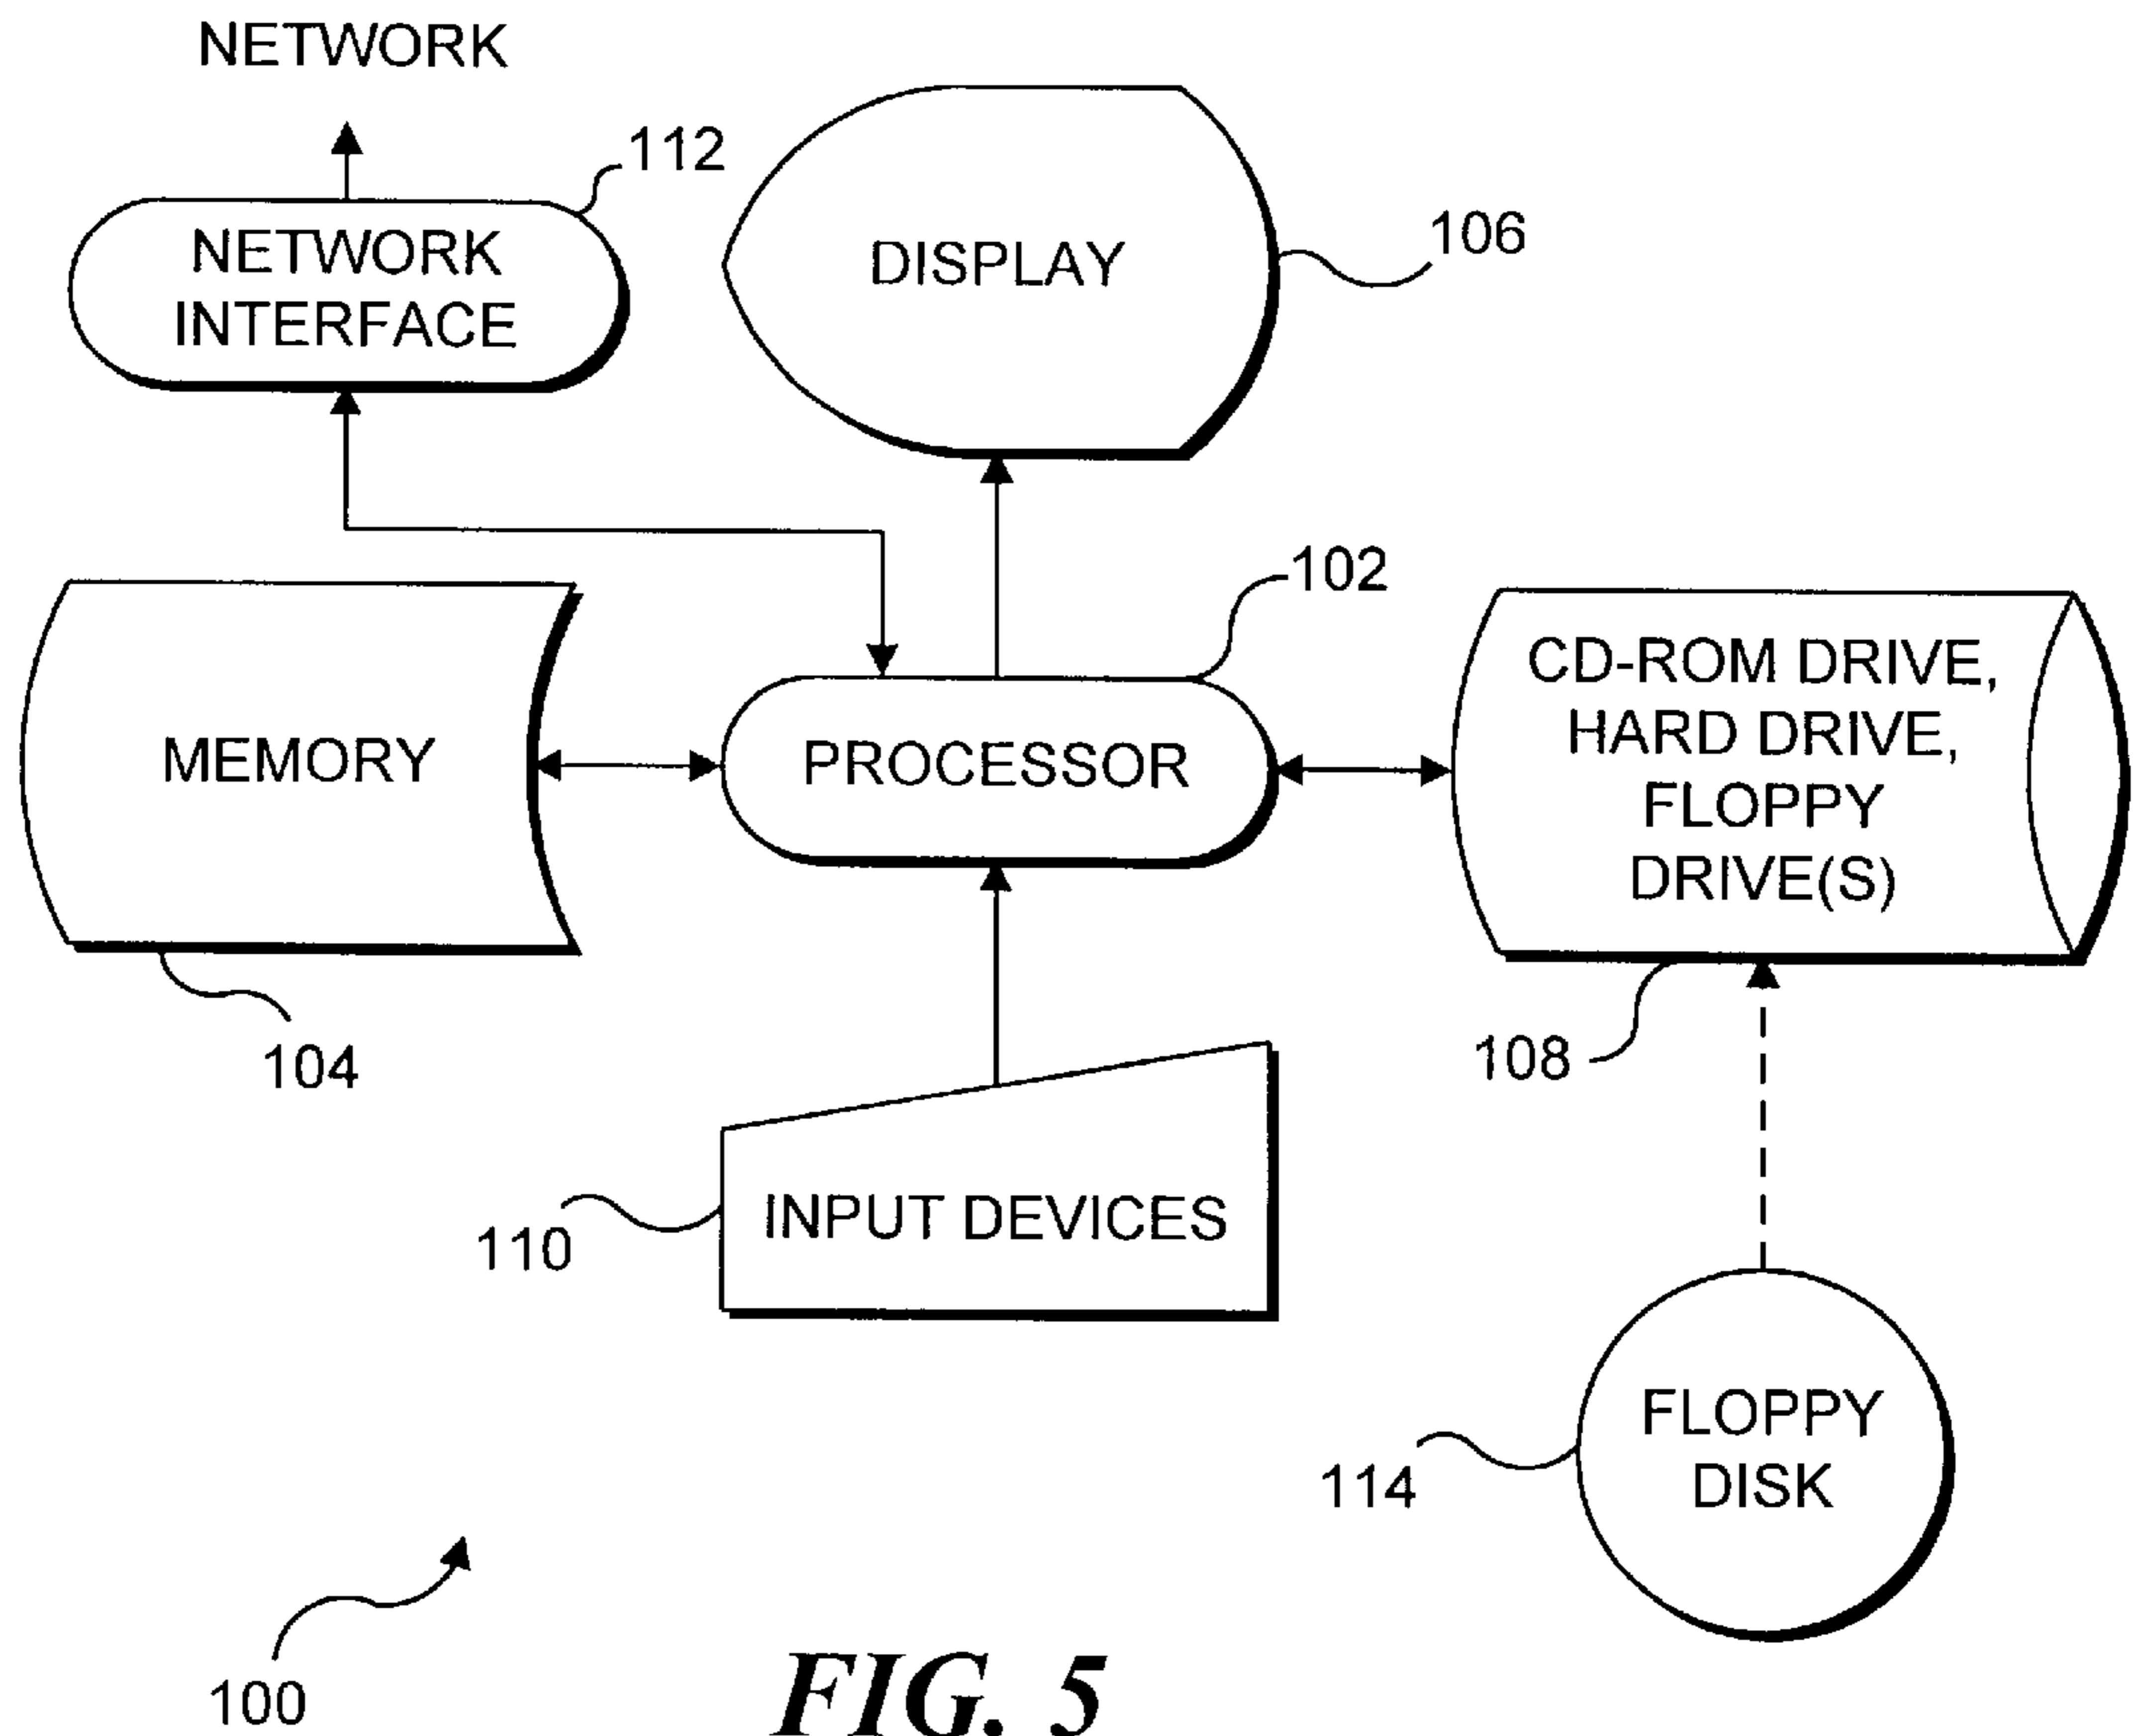 NETWORK
112
NETWORK
INTERFACE
DISPLAY
106
102
MEMORY
PROCESSOR
CD-ROM DRIVE,
HARD DRIVE,
FLOPPY
DRIVE(S)
104
108
110
INPUT DEVICES
FLOPPY
DISK
114
100
FIG. 5